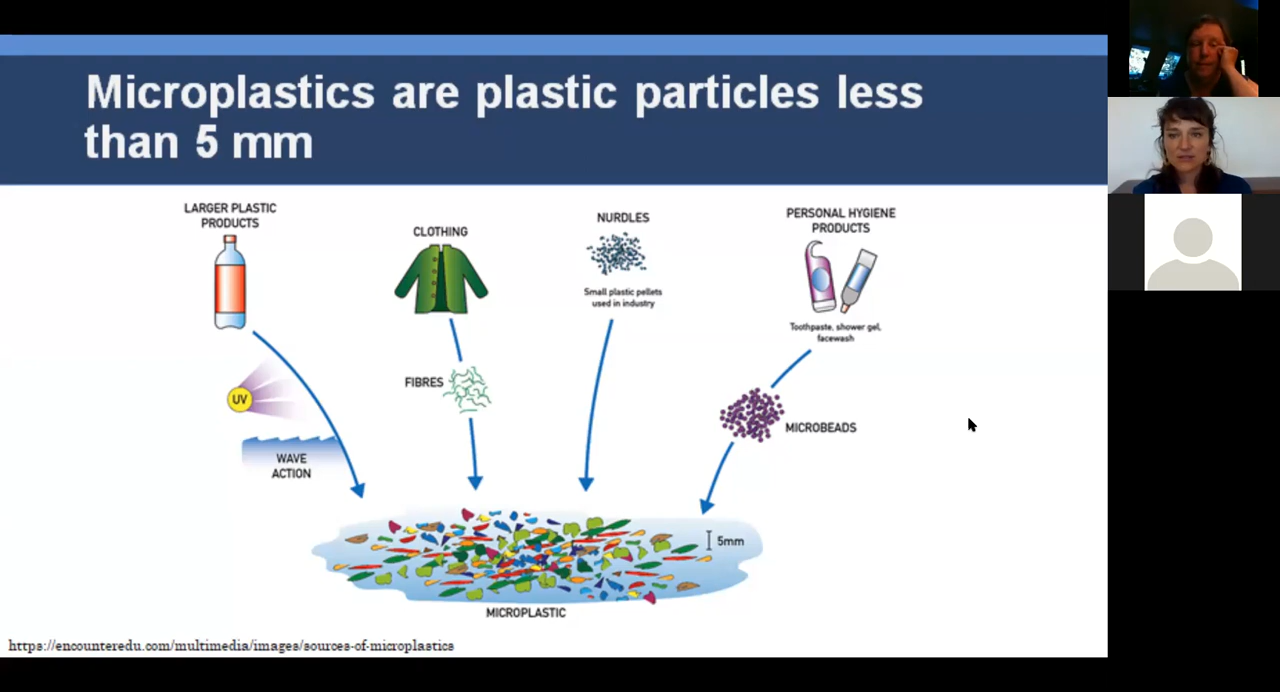 Microplastics are plastic particles less
than 5 mm
LARGER PLASTIC
PRODUCTS
CLOTHING
NURDLES
Small plastic pellets
used in industry
PERSONAL HYGIENE
PRODUCTS
Toothpaste, shower gel,
facewash
UV
WAVE
ACTION
FIBRES
MICROBEADS
5mm
MICROPLASTIC
https://encounteredu.com/multimedia/images/sources-of-microplastics